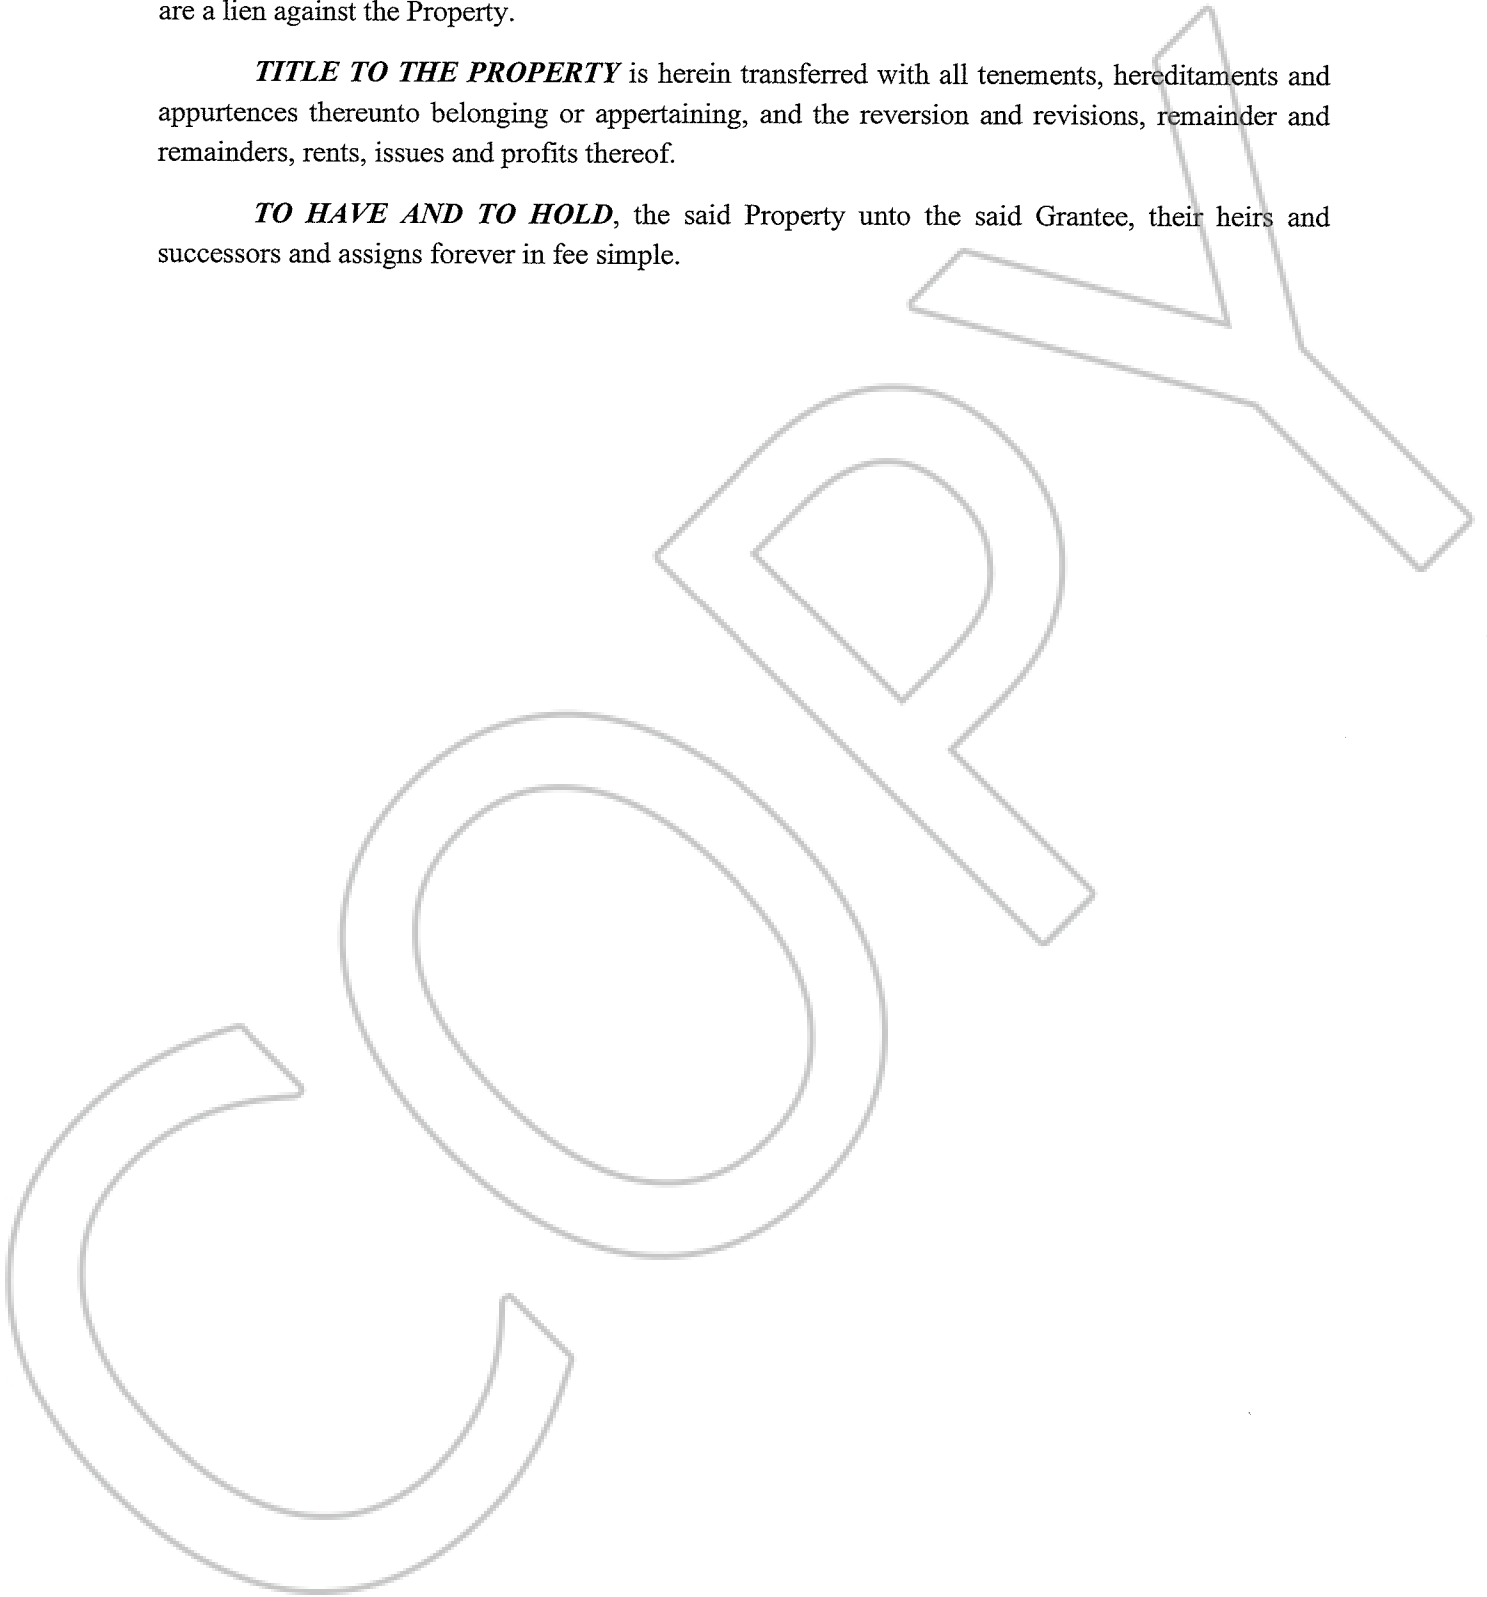 are a lien against the Property.
TITLE TO THE PROPERTY is herein transferred with all tenements, hereditaments and
appurtences thereunto belonging or appertaining, and the reversion and revisions, remainder and
remainders, rents, issues and profits thereof.
TO HAVE AND TO HOLD, the said Property unto the said Grantee, their heirs and
successors and assigns forever in fee simple.
COPY